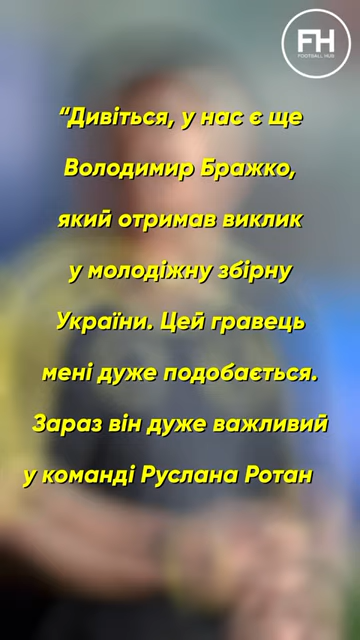 FH
FOOTBALL HUB
“Дивіться, у нас є ще
Володимир Бражко,
який отримав виклик
у молодіжну збірну
України. Цей гравець
мені дуже подобається.
Зараз він дуже важливий
у команді Руслана Ротан